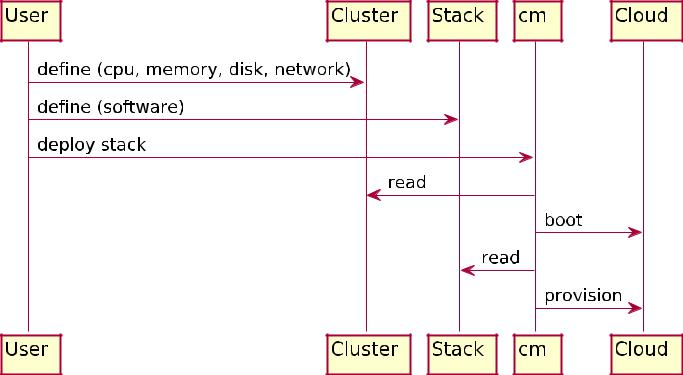 User Cluster Stack cm Cloud
define (cpu, memory, disk, network)
define (software)
deploy stack
read
boot
read
provision
User Cluster Stack cm Cloud